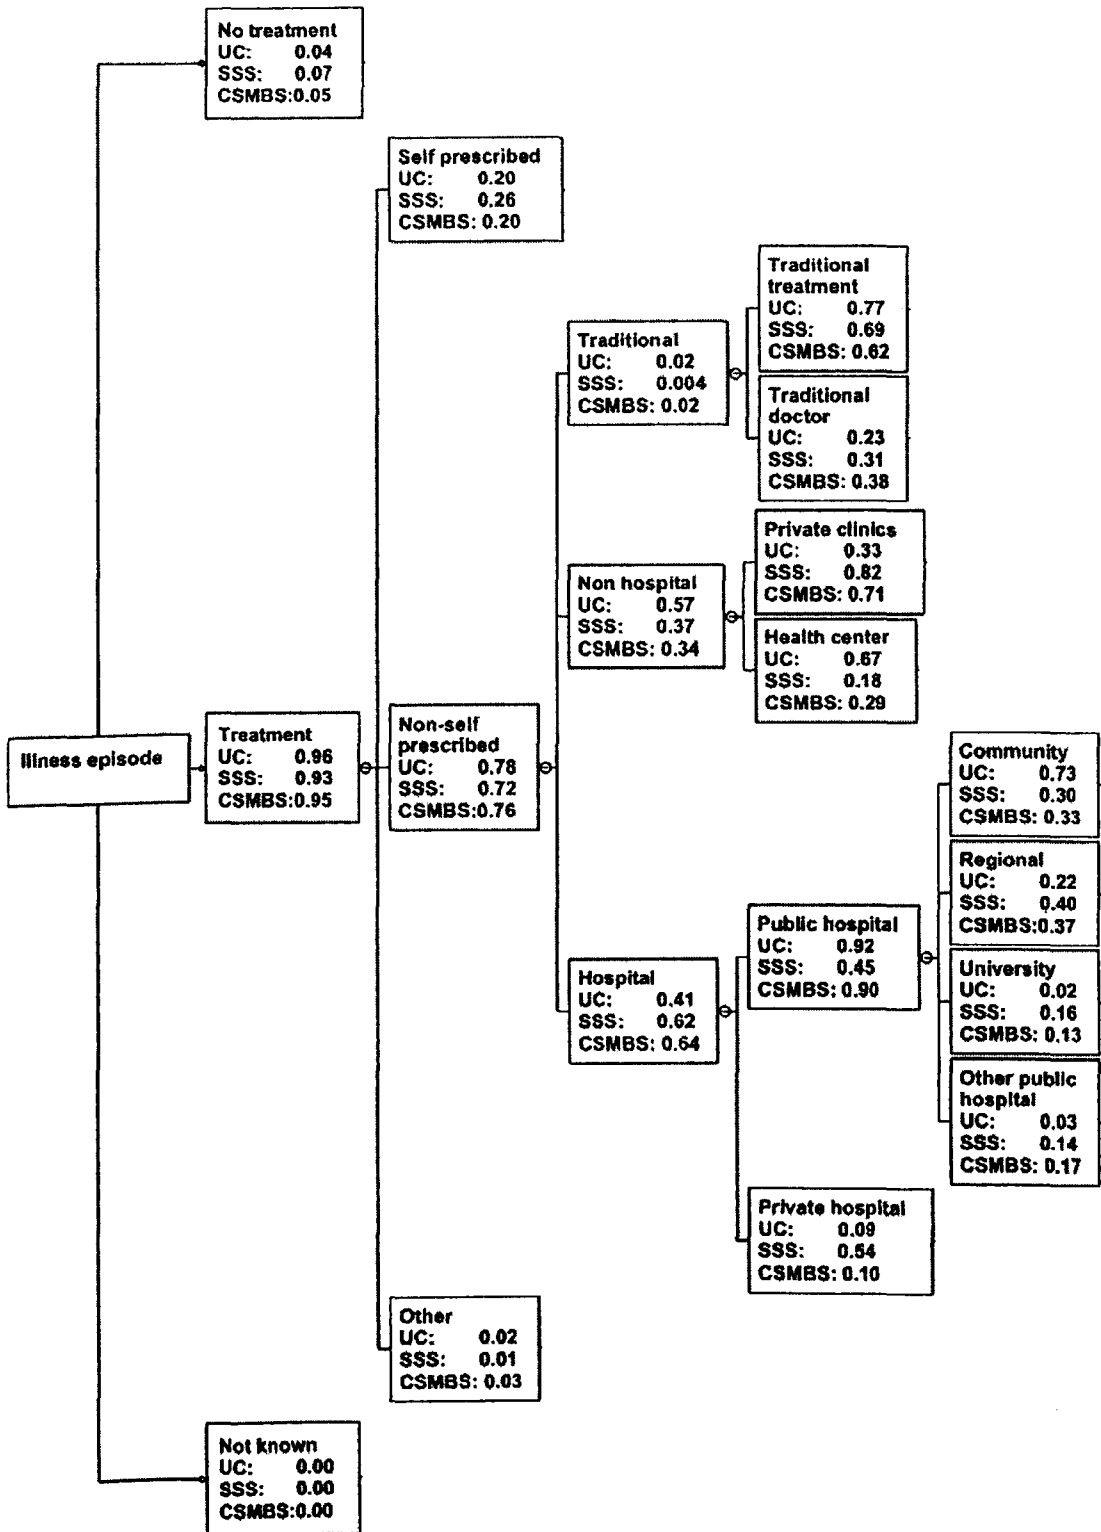 No treatment
UC: 0.04
SSS: 0.07
CSMBS:0.05
Self prescribed
UC: 0.20
SSS: 0.26
CSMBS: 0.20
Traditional
treatment
UC: 0.77
SSS: 0.69
CSMBS: 0.62
Traditional
UC: 0.02
SSS: 0.004
CSMBS: 0.02
Traditional
doctor
UC: 0.23
SSS: 0.31
CSMBS: 0.38
Private clinics
UC: 0.33
SSS: 0.82
CSMBS: 0.71
Non hospital
UC: 0.57
SSS: 0.37
CSMBS: 0.34
Health center
UC: 0.67
SSS: 0.18
CSMBS: 0.29
Illness episode
Treatment
UC: 0.96
SSS: 0.93
CSMBS:0.95
Non-self
prescribed
UC: 0.78
SSS: 0.72
CSMBS:0.76
Community
UC: 0.73
SSS: 0.30
CSMBS: 0.33
Regional
UC: 0.22
SSS: 0.40
CSMBS:0.37
Public hospital
UC: 0.92
SSS: 0.45
CSMBS: 0.90
Hospital
UC: 0.41
SSS: 0.62
CSMBS: 0.64
University
UC: 0.02
SSS: 0.16
CSMBS: 0.13
Other public
hospital
UC: 0.03
SSS: 0.14
CSMBS: 0.17
Private hospital
UC: 0.09
SSS: 0.54
CSMBS: 0.10
Other
UC: 0.02
SSS: 0.01
CSMBS: 0.03
Not known
UC: 0.00
SSS: 0.00
CSMBS:0.00